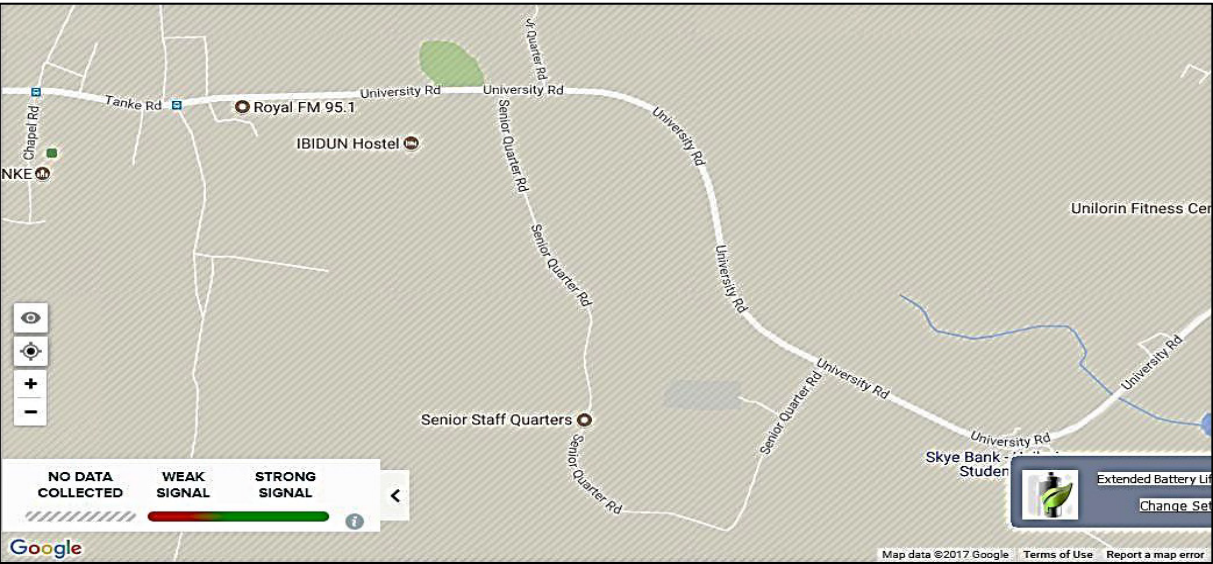 Jr Quarter Rd
Tanke Rd
University Rd
University Rd
Royal FM 95.1
Chapel Rd
IBIDUN Hostel
Senior Quarter Rd
University Rd
NKE
Unilorin Fitness Cer
Senior Quarter Rd
University Rd
University Rd
University Rd
Senior Quarter Rd
Senior Staff Quarters
University Rd
Senior Quarter Rd
Skye Bank -
Studen
NO DATA
COLLECTED
WEAK
SIGNAL
STRONG
SIGNAL
Extended Battery Lif
Change Set
Google
Map data ©2017 Google
Terms of Use
Report a map error